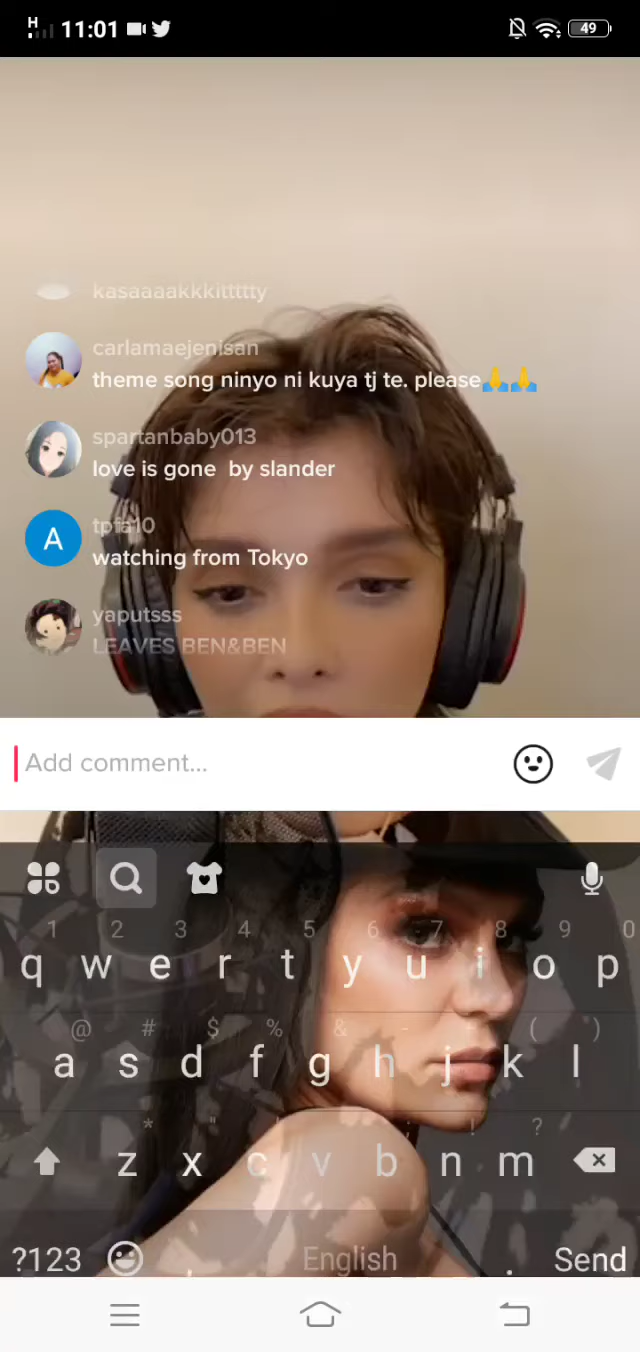 H 11:01 49
kasaaaakkkittttty
carlamaejenisan
theme song ninyo ni kuya tj te. please🙏🙏
spartanbaby013
love is gone by slander
A
tpfs10
watching from Tokyo
yaputsss
LEAVES BEN&BEN
Add comment...
1 2 3 4 5 6 7 8 9 0
q w e r t y u i o p
@ # $ % & - + ( )
a s d f g h j k l
* " ' : ; ! ?
z x c v b n m
?123 , English . Send